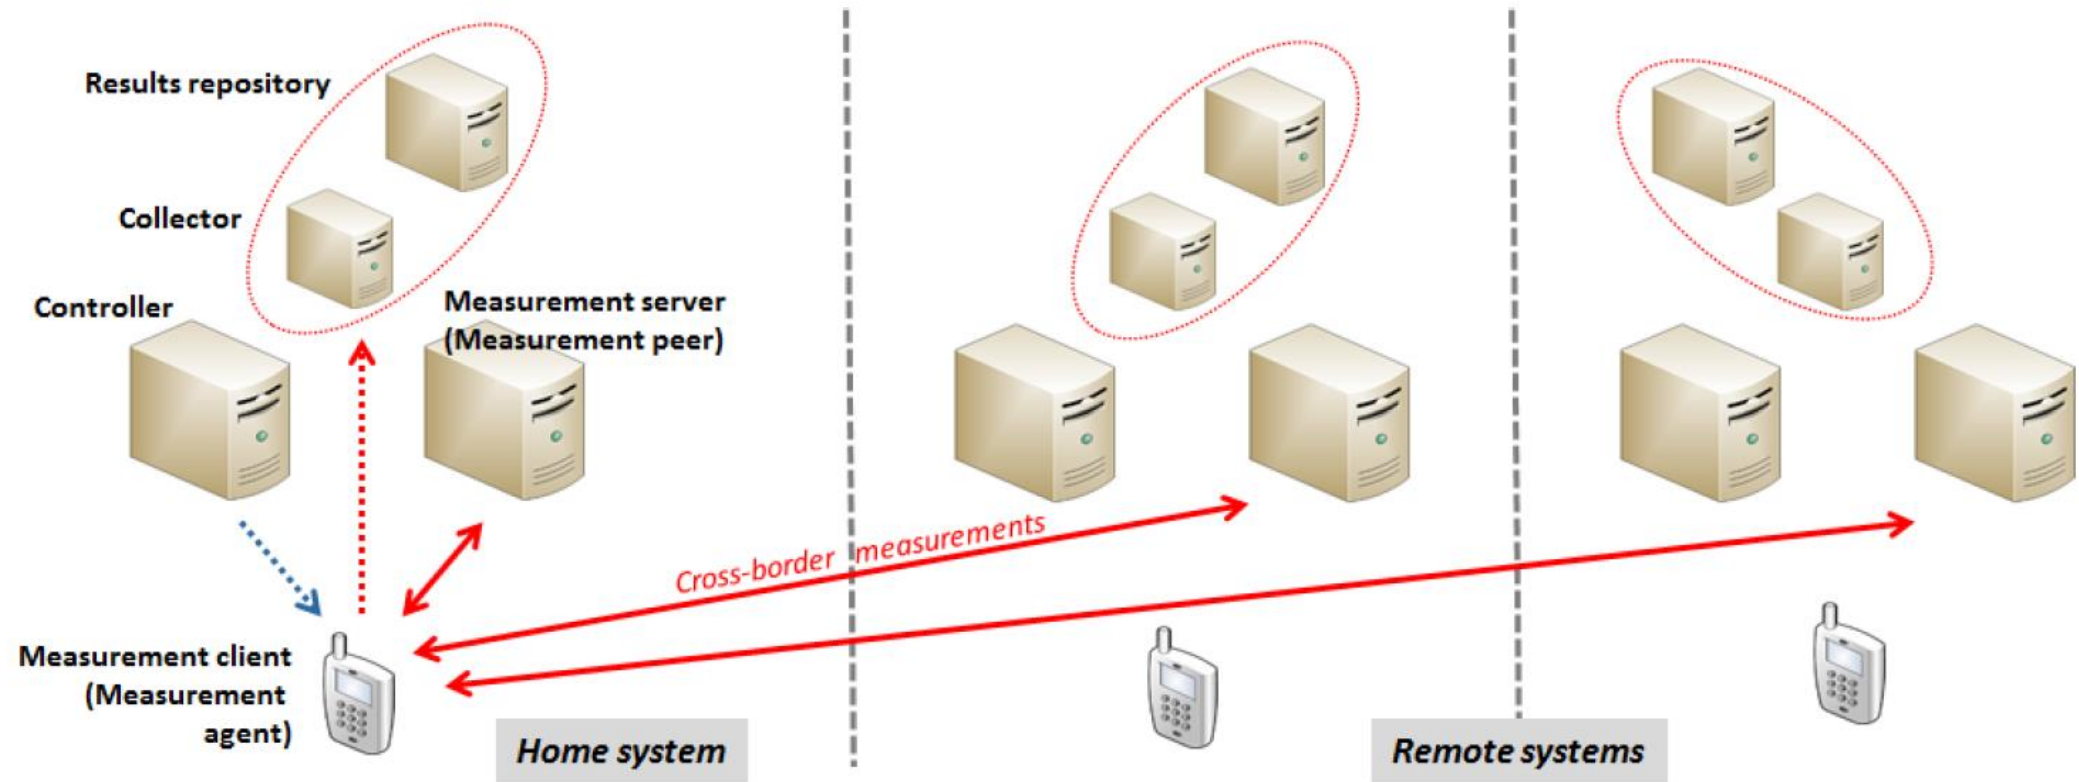 Results repository
Collector
Controller
Measurement server
(Measurement peer)
Cross-border measurements
Measurement client
(Measurement
agent)
Home system
Remote systems